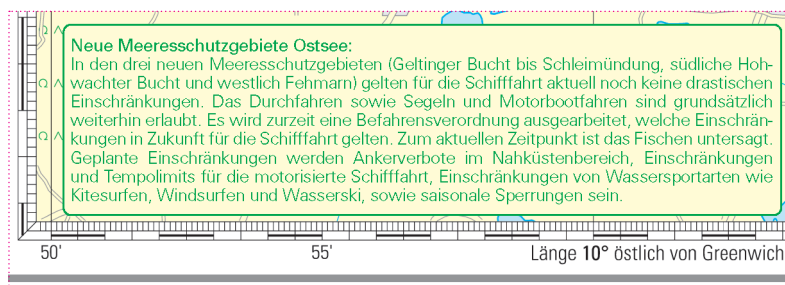 Neue Meeresschutzgebiete Ostsee:
In den drei neuen Meeresschutzgebieten (Geltinger Bucht bis Schleimündung, südliche Hoh-
wachter Bucht und westlich Fehmarn) gelten für die Schifffahrt aktuell noch keine drastischen
Einschränkungen. Das Durchfahren sowie Segeln und Motorbootfahren sind grundsätzlich
weiterhin erlaubt. Es wird zurzeit eine Befahrensverordnung ausgearbeitet, welche Einschrän-
kungen in Zukunft für die Schifffahrt gelten. Zum aktuellen Zeitpunkt ist das Fischen untersagt.
Geplante Einschränkungen werden Ankerverbote im Nahküstenbereich, Einschränkungen
und Tempolimits für die motorisierte Schifffahrt, Einschränkungen von Wassersportarten wie
Kitesurfen, Windsurfen und Wasserski, sowie saisonale Sperrungen sein.
50' 55' Länge 10° östlich von Greenwich